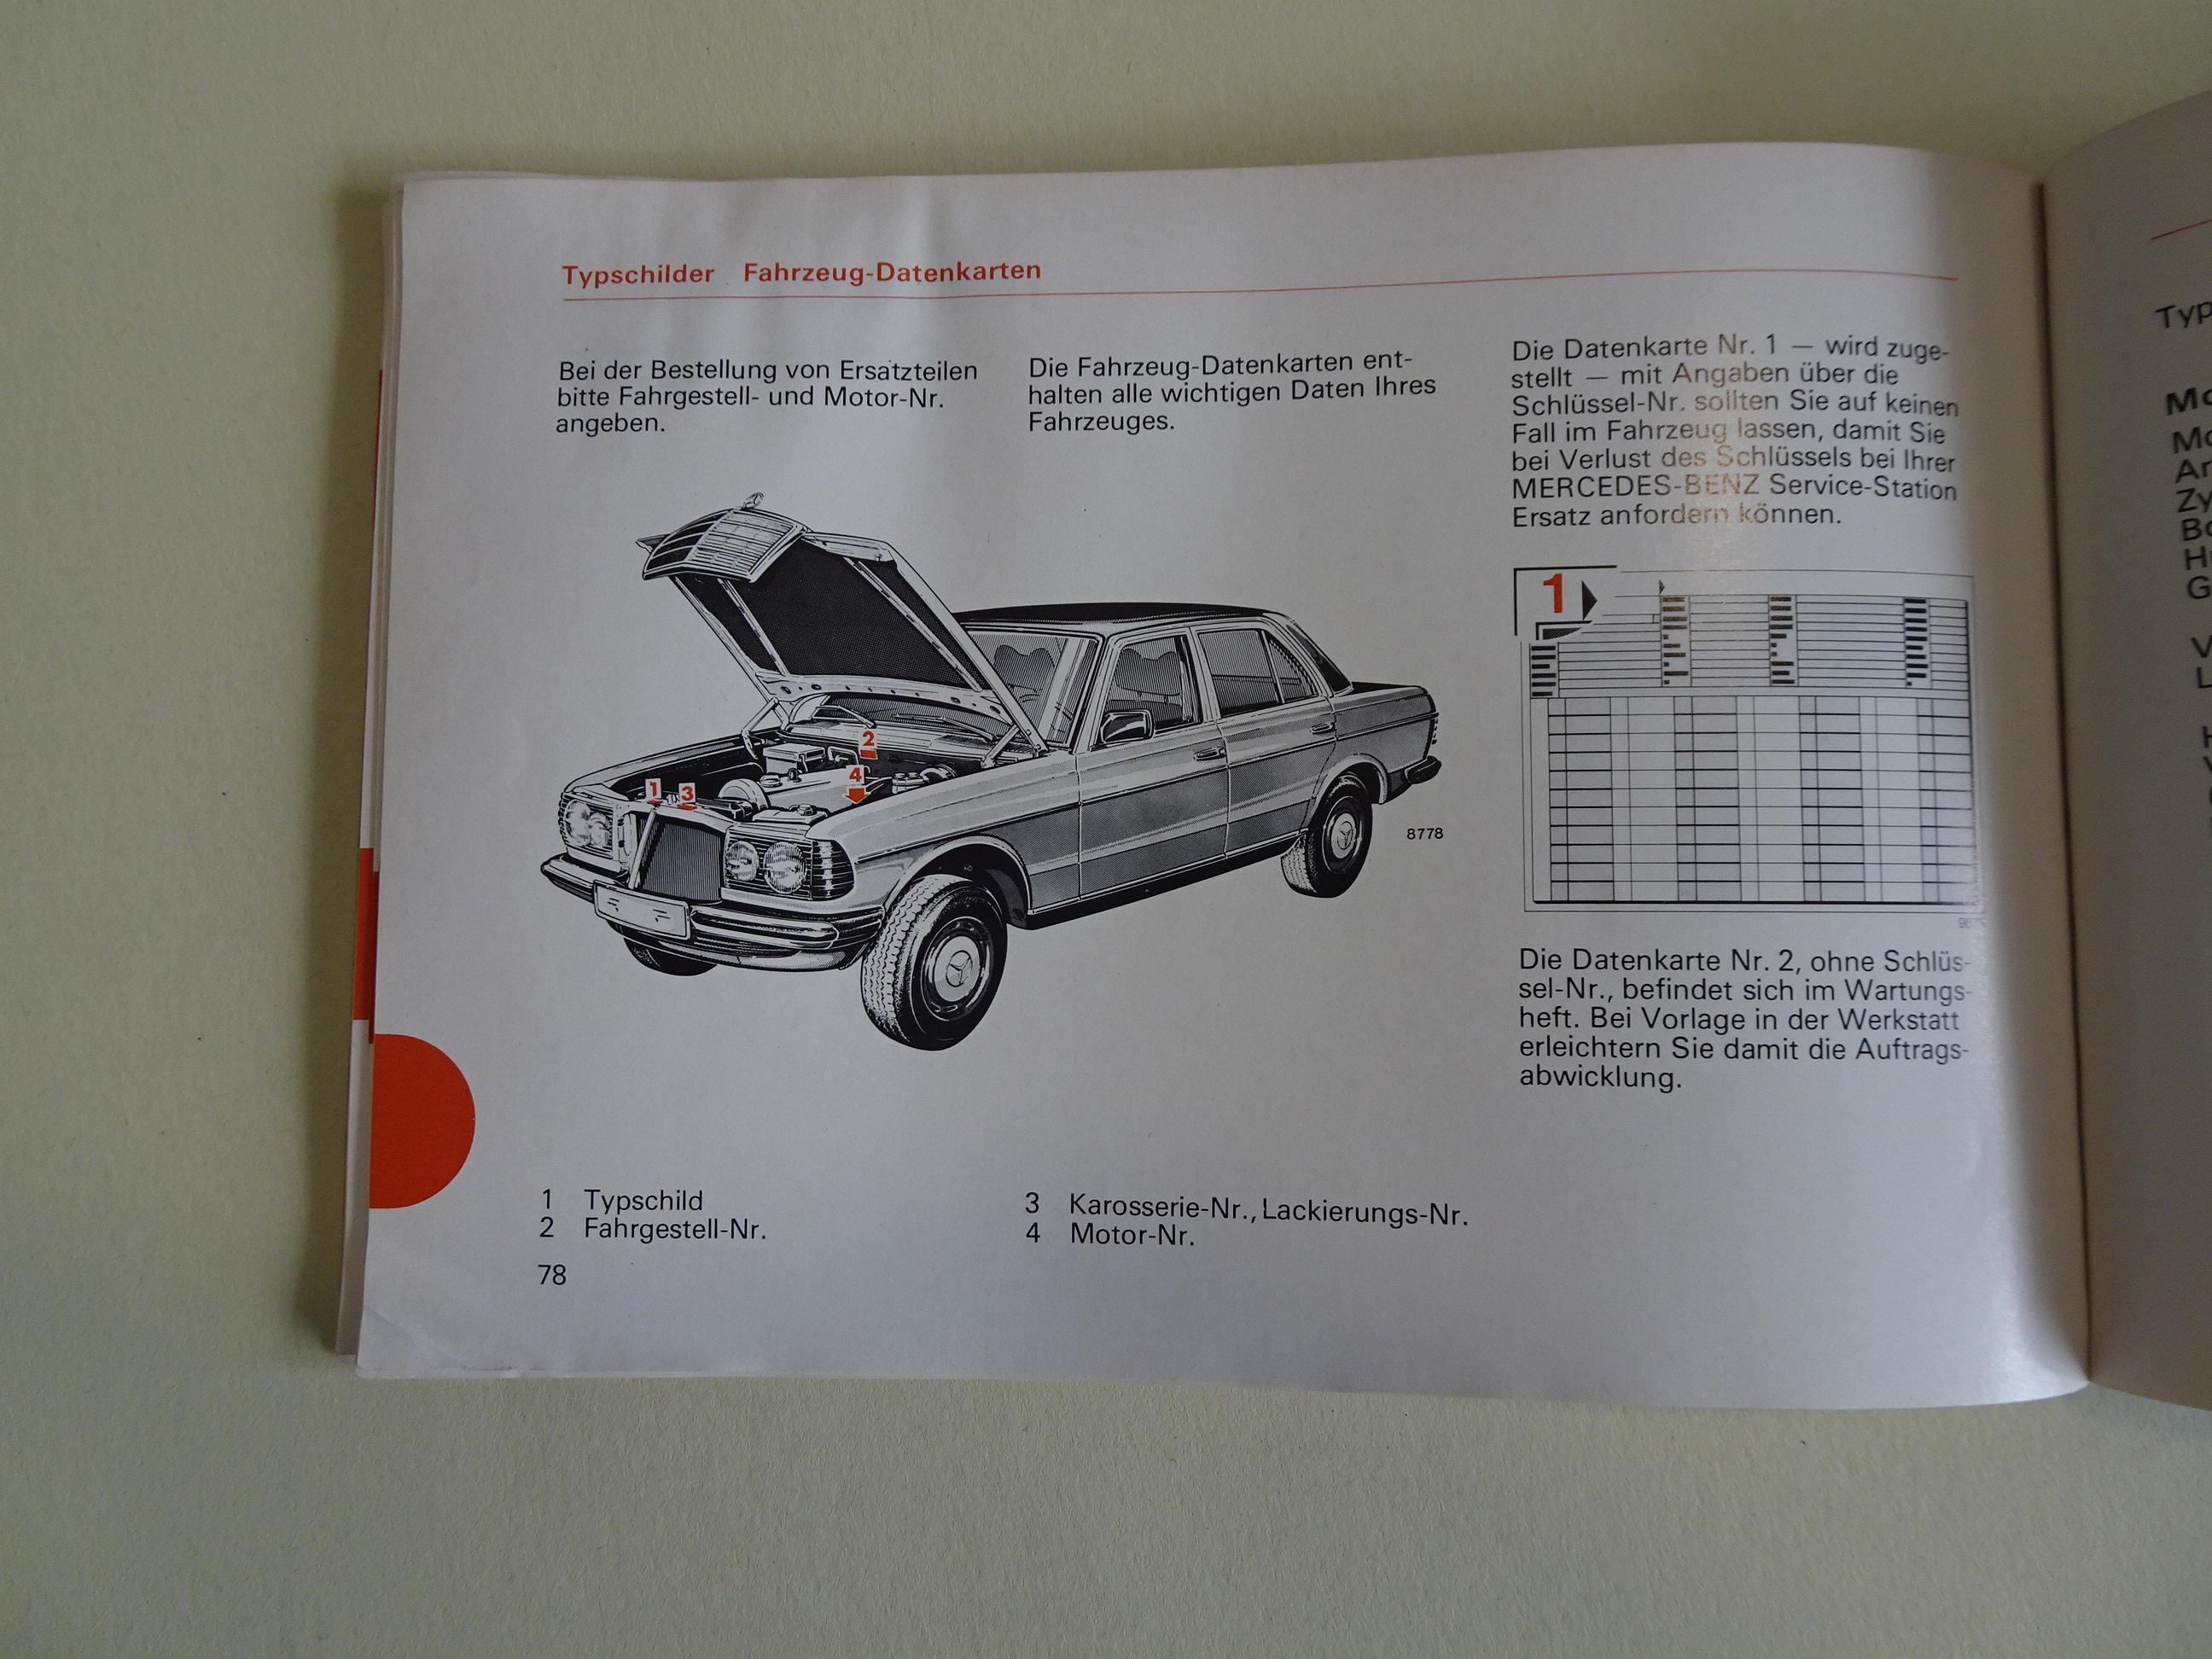 Typschilder Fahrzeug-Datenkarten
Bei der Bestellung von Ersatzteilen
bitte Fahrgestell- und Motor-Nr.
angeben.
Die Fahrzeug-Datenkarten ent-
halten alle wichtigen Daten Ihres
Fahrzeuges.
2
4
1
3
8778
1 Typschild
2 Fahrgestell-Nr.
3 Karosserie-Nr., Lackierungs-Nr.
4 Motor-Nr.
78
Die Datenkarte Nr. 1 — wird zuge-
stellt — mit Angaben über die
Schlüssel-Nr. sollten Sie auf keinen
Fall im Fahrzeug lassen, damit Sie
bei Verlust des Schlüssels bei Ihrer
MERCEDES-BENZ Service-Station
Ersatz anfordern können.
1
Die Datenkarte Nr. 2, ohne Schlüs-
sel-Nr., befindet sich im Wartungs-
heft. Bei Vorlage in der Werkstatt
erleichtern Sie damit die Auftrags-
abwicklung.
Typ
Mo
Mo
Ar
Zy
Bo